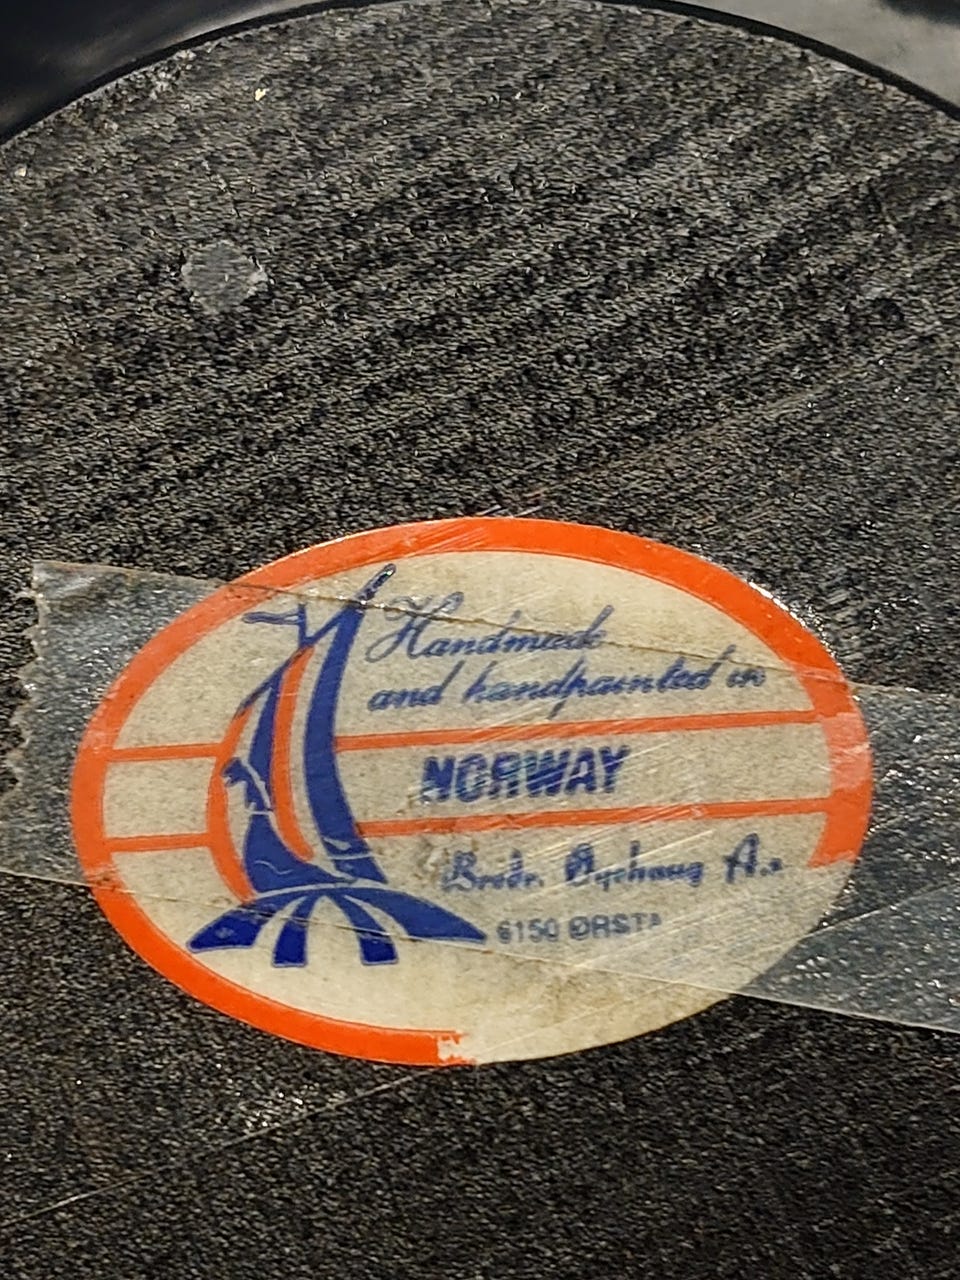 Handmade
and handpainted in
NORWAY
Brødr. Øyehaug A.s
6150 ØRSTA